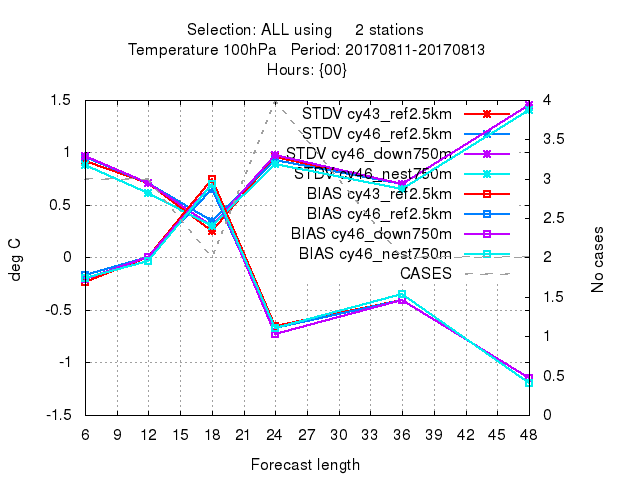 Selection: ALL using 2 stations
Temperature 100hPa Period: 20170811-20170813
Hours: {00}
1.5
1
0.5
0
-0.5
-1
-1.5
deg C
4
3.5
3
2.5
2
1.5
1
0.5
0
No cases
STDV cy43_ref2.5km
STDV cy46_ref2.5km
STDV cy46_down750m
STDV cy46_nest750m
BIAS cy43_ref2.5km
BIAS cy46_ref2.5km
BIAS cy46_down750m
BIAS cy46_nest750m
CASES
6 9 12 15 18 21 24 27 30 33 36 39 42 45 48
Forecast length